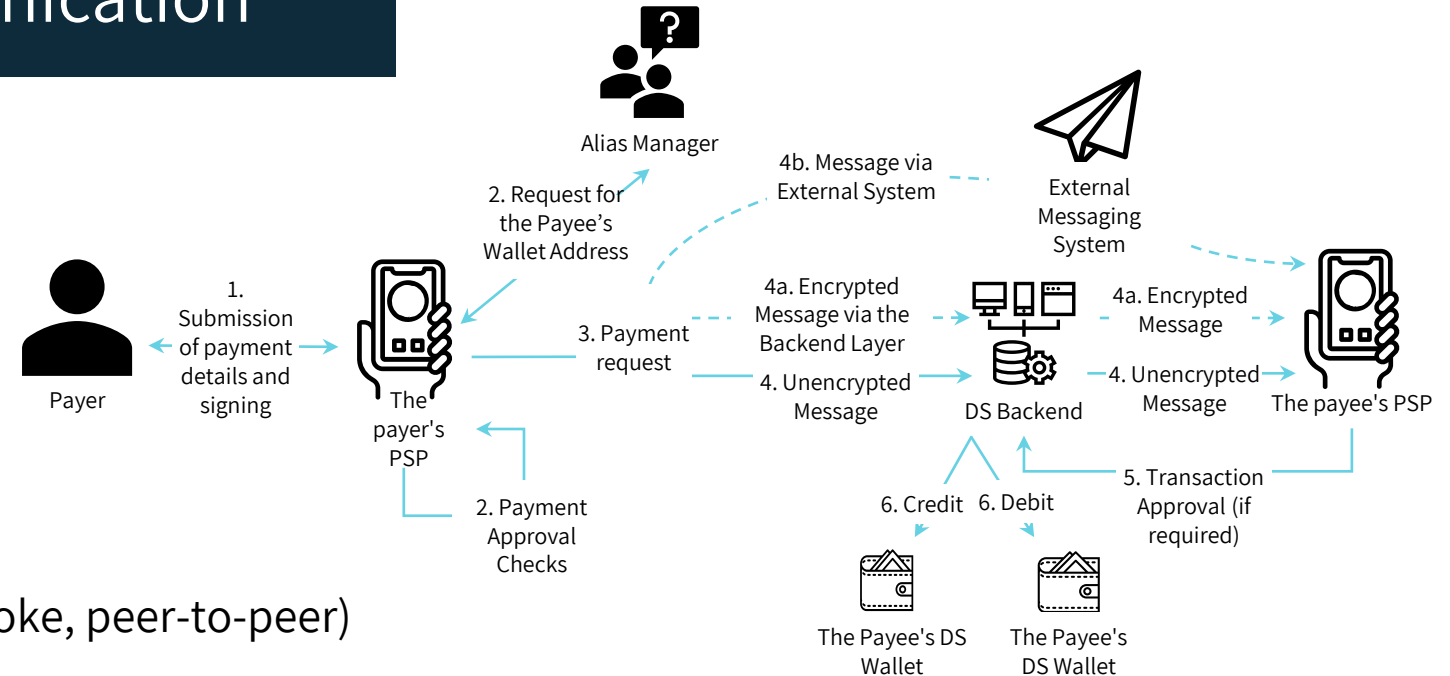 Alias Manager
4b. Message via
External System
External
Messaging
System
2. Request for
the Payee’s
Wallet Address
1.
Submission
of payment
details and
signing
Payer
The
payer's
PSP
3. Payment
request
4a. Encrypted
Message via the
Backend Layer
4. Unencrypted
Message
DS Backend
4a. Encrypted
Message
4. Unencrypted
Message
The payee's PSP
2. Payment
Approval
Checks
5. Transaction
Approval (if
required)
6. Credit
6. Debit
The Payee's DS
Wallet
The Payee's
DS Wallet
peer-to-peer)